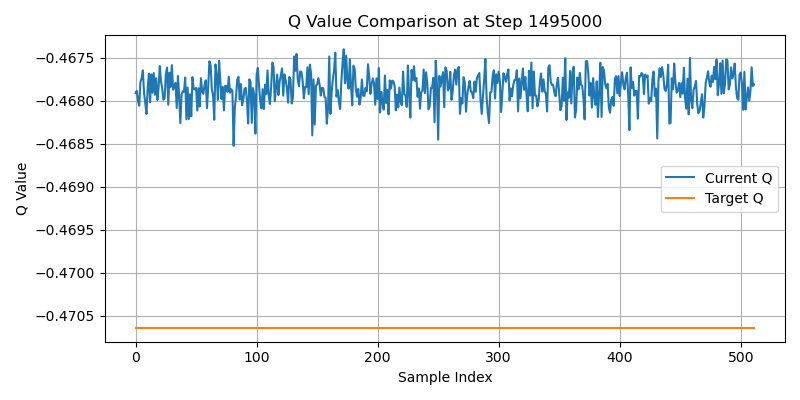 Q Value Comparison at Step 1495000
Q Value
−0.4675
−0.4680
−0.4685
−0.4690
−0.4695
−0.4700
−0.4705
Current Q
Target Q
0 100 200 300 400 500
Sample Index